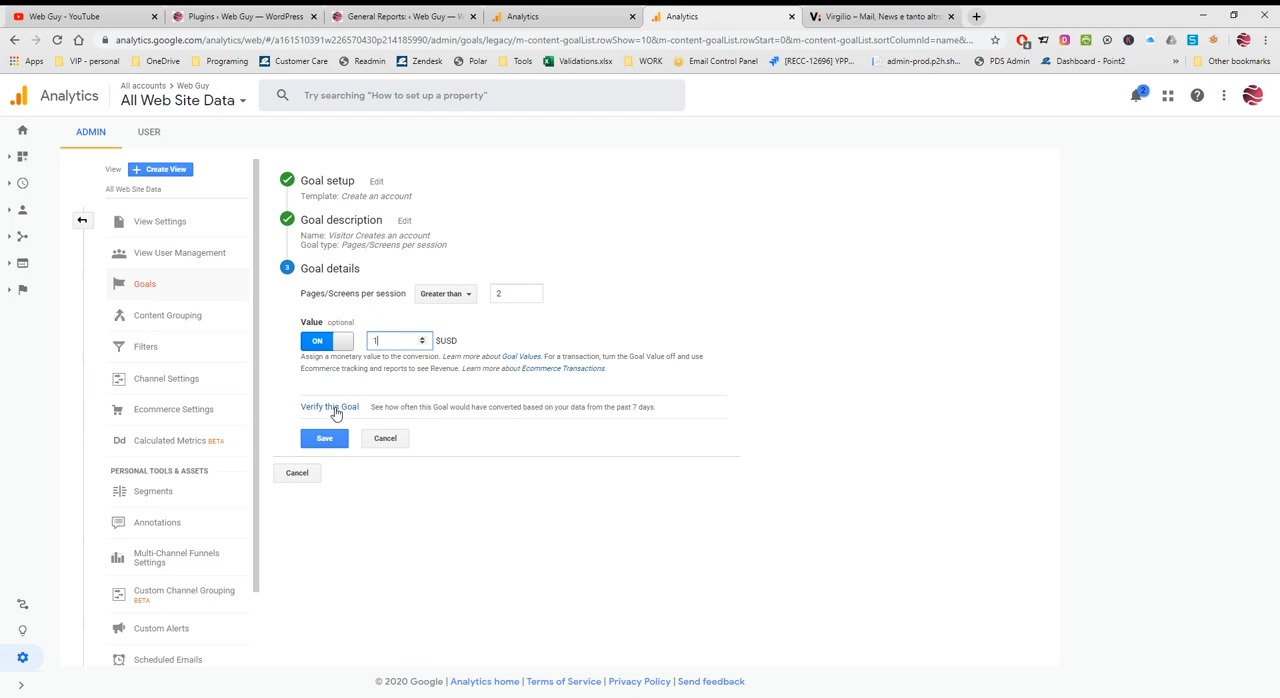 Web Guy - YouTube
Plugins ‹ Web Guy — WordPress
General Reports: ‹ Web Guy — W
Analytics
Analytics
Virgilio – Mail, News e tanto altro
analytics.google.com/analytics/web/#/a161510391w226570430p214185990/admin/goals/legacy/m-content-goalList.rowShow=10&m-content-goalList.rowStart=0&m-content-goalList.sortColumnId=name&...
Apps
VIP - personal
OneDrive
Programing
Customer Care
Readmin
Zendesk
Polar
Tools
Validations.xlsx
WORK
Email Control Panel
[RECC-12696] YPP...
admin-prod.p2h.sh...
PDS Admin
Dashboard - Point2
»
Other bookmarks
Analytics
All accounts > Web Guy
All Web Site Data
Try searching "How to set up a property"
2
ADMIN
USER
View
+ Create View
All Web Site Data
View Settings
View User Management
Goals
Content Grouping
Filters
Channel Settings
Ecommerce Settings
Dd Calculated Metrics BETA
PERSONAL TOOLS & ASSETS
Segments
Annotations
Multi-Channel Funnels
Settings
Custom Channel Grouping
BETA
Custom Alerts
Scheduled Emails
Goal setup Edit
Template: Create an account
Goal description Edit
Name: Visitor Creates an account
Goal type: Pages/Screens per session
3 Goal details
Pages/Screens per session Greater than 2
Value optional
ON 1 $USD
Assign a monetary value to the conversion. Learn more about Goal Values. For a transaction, turn the Goal Value off and use
Ecommerce tracking and reports to see Revenue. Learn more about Ecommerce Transactions.
Verify this Goal See how often this Goal would have converted based on your data from the past 7 days.
Save Cancel
Cancel
© 2020 Google | Analytics home | Terms of Service | Privacy Policy | Send feedback